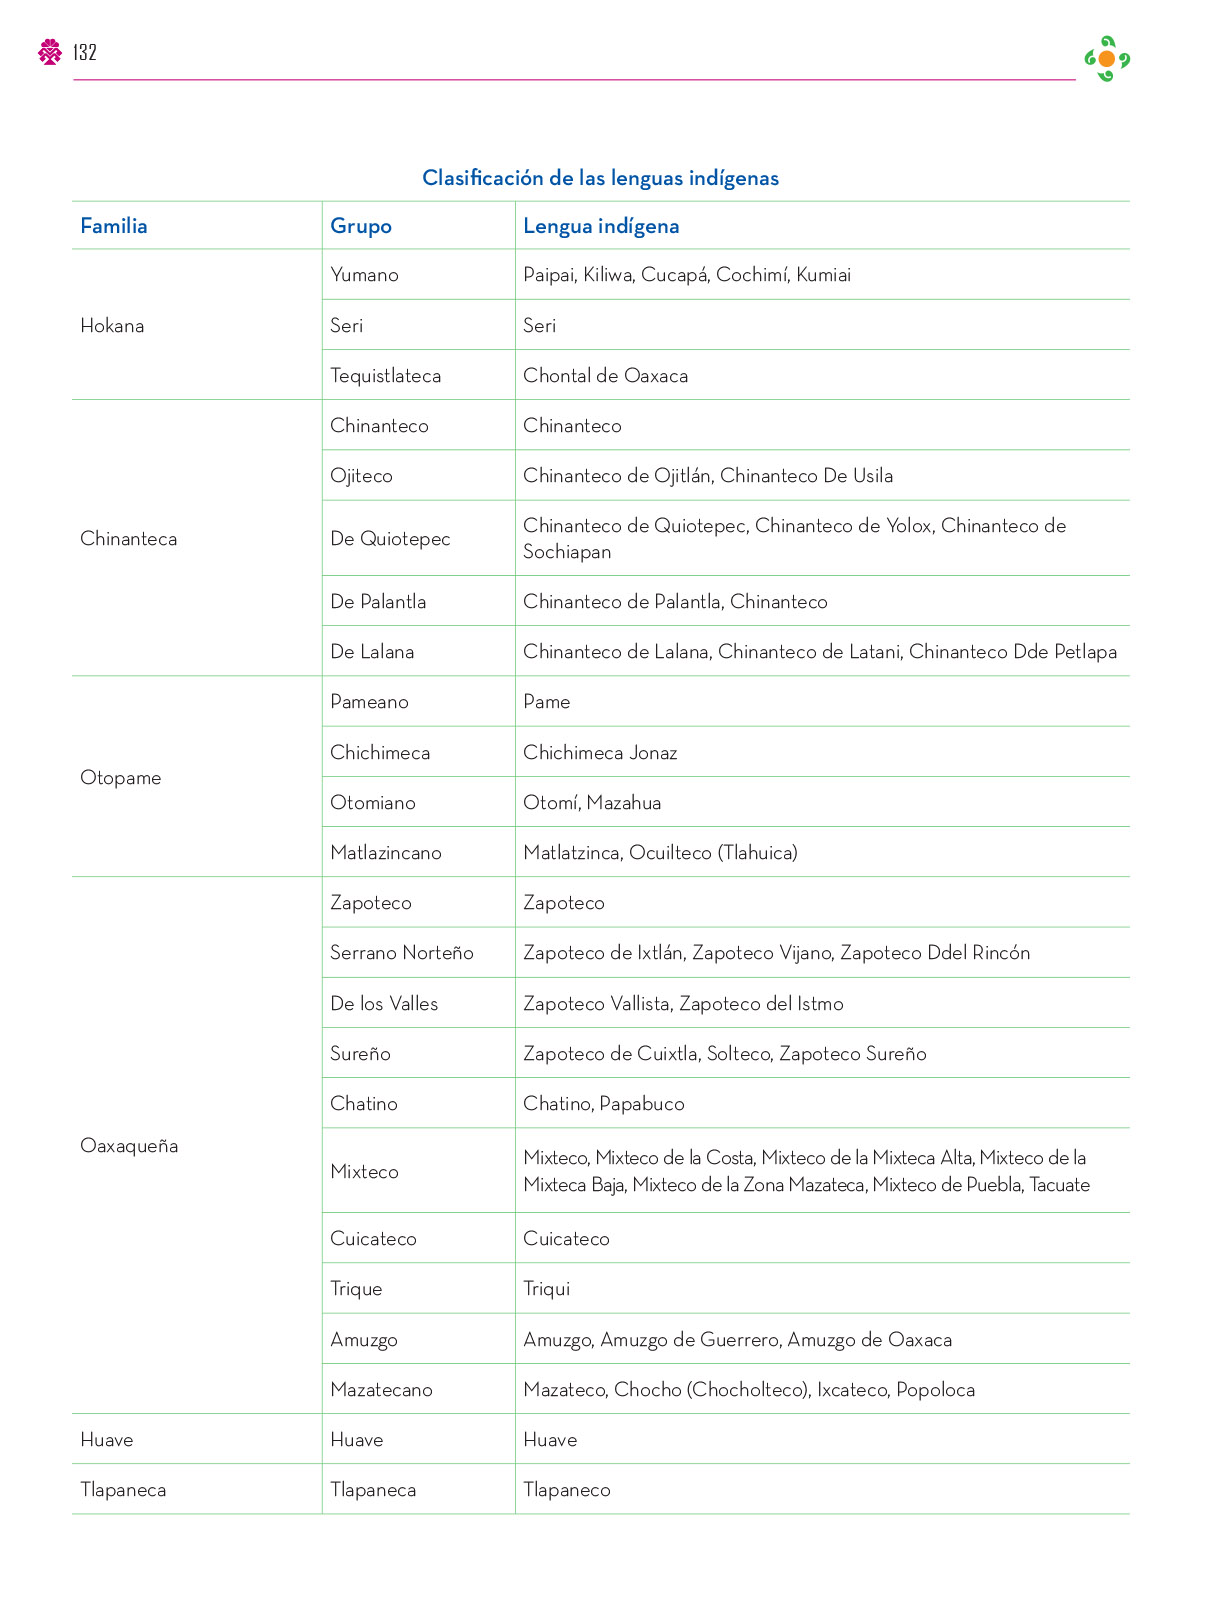 132
Clasificación de las lenguas indígenas
Familia Grupo Lengua indígena
Hokana
Yumano Paipai, Kiliwa, Cucapá, Cochimí, Kumiai
Seri Seri
Tequistlateca Chontal de Oaxaca
Chinanteca
Chinanteco Chinanteco
Ojiteco Chinanteco de Ojitlán, Chinanteco De Usila
De Quiotepec Chinanteco de Quiotepec, Chinanteco de Yolox, Chinanteco de
Sochiapan
De Palantla Chinanteco de Palantla, Chinanteco
De Lalana Chinanteco de Lalana, Chinanteco de Latani, Chinanteco Dde Petlapa
Otopame
Pameano Pame
Chichimeca Chichimeca Jonaz
Otomiano Otomí, Mazahua
Matlazincano Matlatzinca, Ocuilteco (Tlahuica)
Oaxaqueña
Zapoteco Zapoteco
Serrano Norteño Zapoteco de Ixtlán, Zapoteco Vijano, Zapoteco Ddel Rincón
De los Valles Zapoteco Vallista, Zapoteco del Istmo
Sureño Zapoteco de Cuixtla, Solteco, Zapoteco Sureño
Chatino Chatino, Papabuco
Mixteco Mixteco, Mixteco de la Costa, Mixteco de la Mixteca Alta, Mixteco de la
Mixteca Baja, Mixteco de la Zona Mazateca, Mixteco de Puebla, Tacuate
Cuicateco Cuicateco
Trique Triqui
Amuzgo Amuzgo, Amuzgo de Guerrero, Amuzgo de Oaxaca
Mazatecano Mazateco, Chocho (Chocholteco), Ixcateco, Popoloca
Huave Huave Huave
Tlapaneca Tlapaneca Tlapaneco